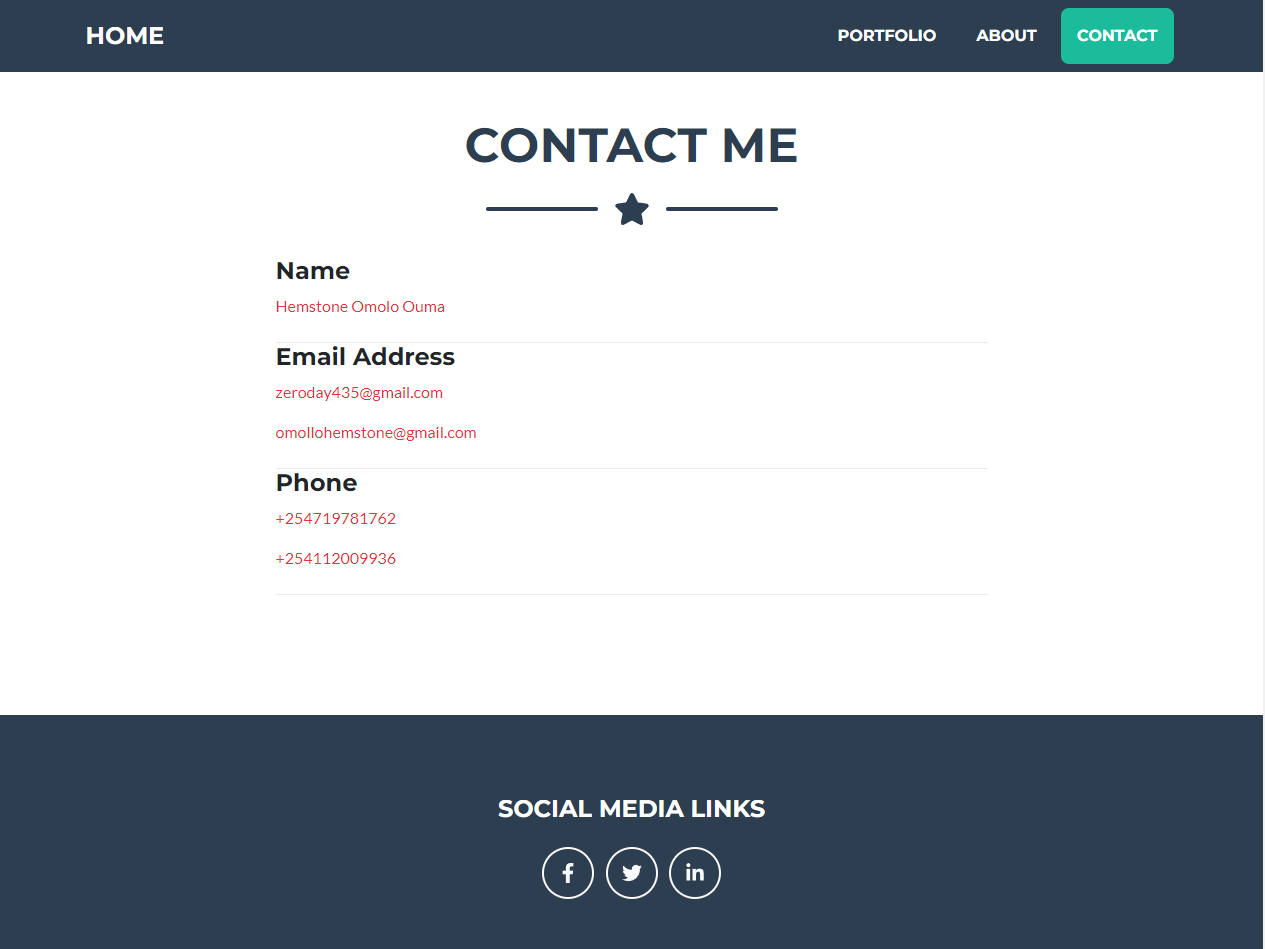 HOME
PORTFOLIO
ABOUT
CONTACT
CONTACT ME
Name
Hemstone Omolo Ouma
Email Address
zeroday435@gmail.com
omollohemstone@gmail.com
Phone
+254719781762
+254112009936
SOCIAL MEDIA LINKS